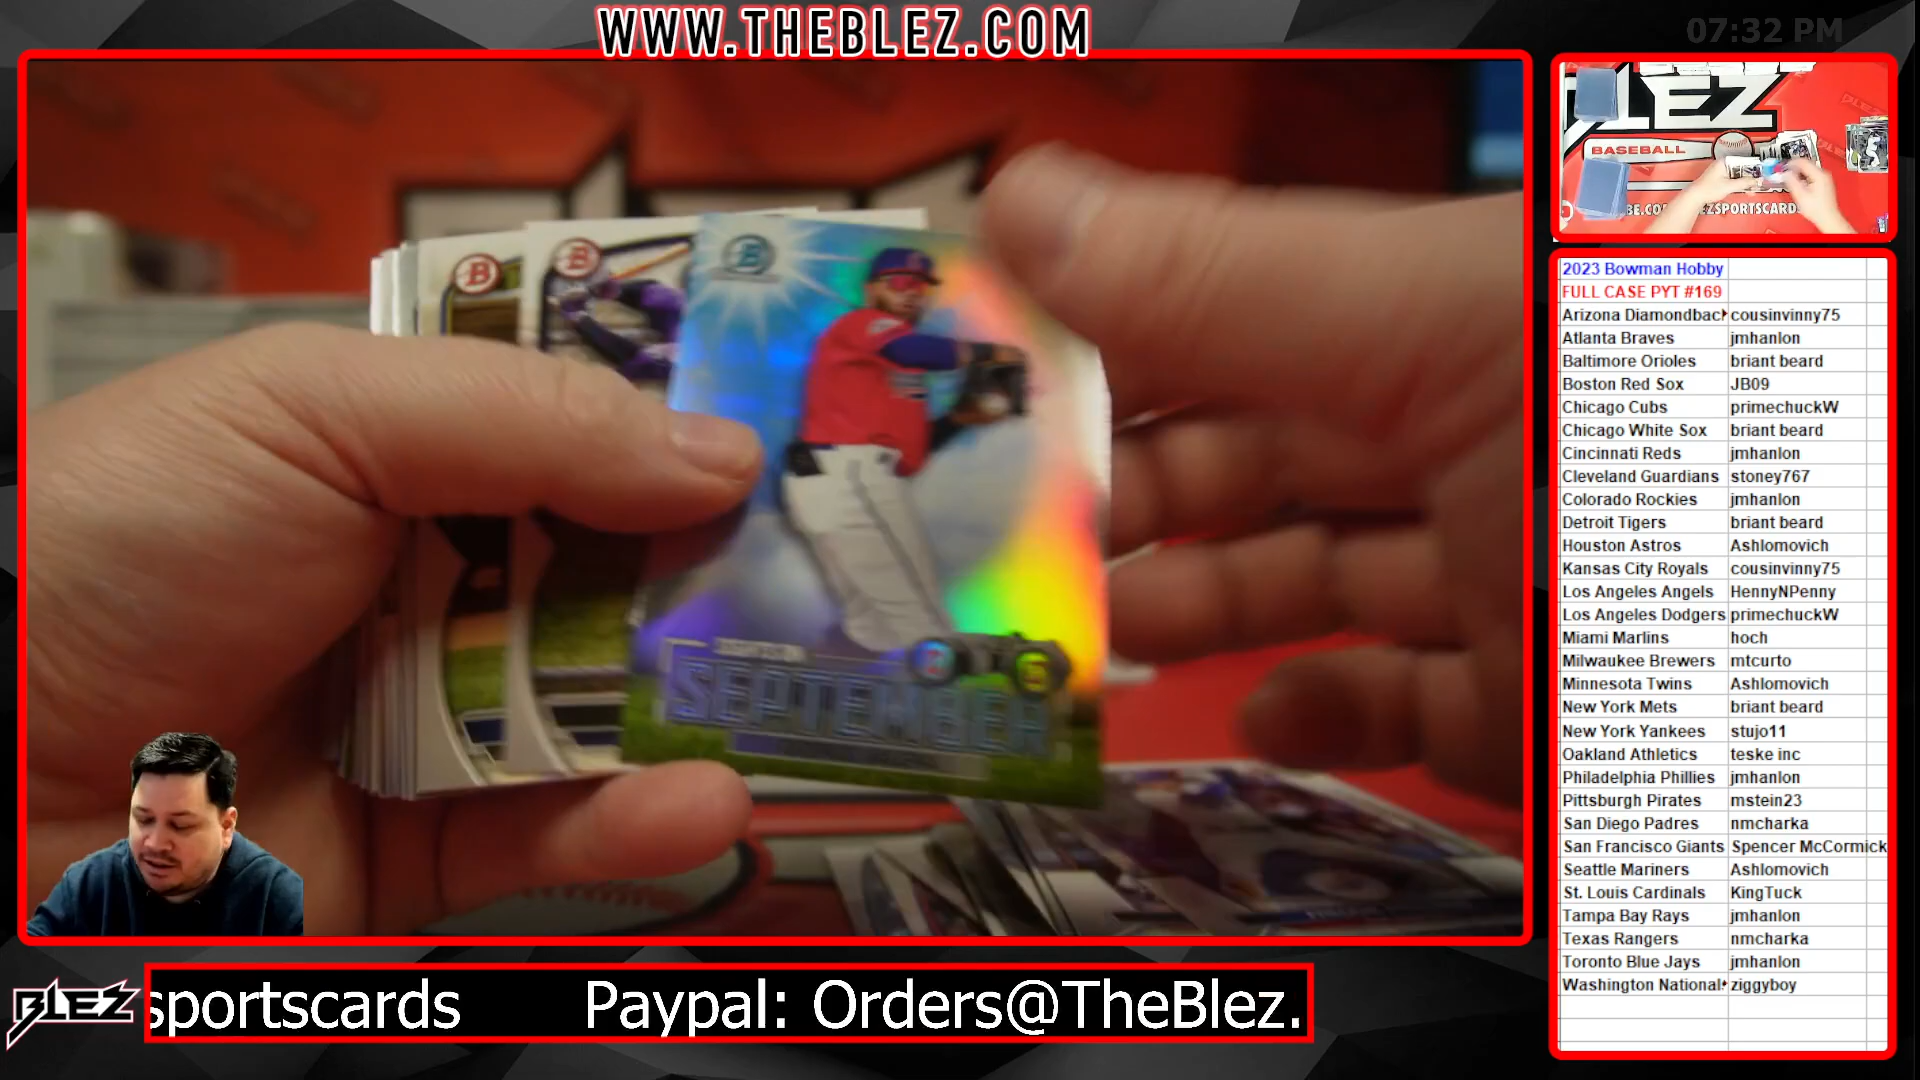 WWW.THEBLEZ.COM
07:32 PM
SEPTEMBER
LEZ
BASEBALL
2023 Bowman Hobby
FULL CASE PYT #169
Arizona Diamondbac cousinvinny75
Atlanta Braves jmhanlon
Baltimore Orioles briant beard
Boston Red Sox JB09
Chicago Cubs primechuckW
Chicago White Sox briant beard
Cincinnati Reds jmhanlon
Cleveland Guardians stoney767
Colorado Rockies jmhanlon
Detroit Tigers briant beard
Houston Astros Ashlomovich
Kansas City Royals cousinvinny75
Los Angeles Angels HennyNPenny
Los Angeles Dodgers primechuckW
Miami Marlins hoch
Milwaukee Brewers mtcurto
Minnesota Twins Ashlomovich
New York Mets briant beard
New York Yankees stujo11
Oakland Athletics teske inc
Philadelphia Phillies jmhanlon
Pittsburgh Pirates mstein23
San Diego Padres nmcharka
San Francisco Giants Spencer McCormick
Seattle Mariners Ashlomovich
St. Louis Cardinals KingTuck
Tampa Bay Rays jmhanlon
Texas Rangers nmcharka
Toronto Blue Jays jmhanlon
Washington National ziggyboy
BLEZ
sportscards Paypal: Orders@TheBlez.